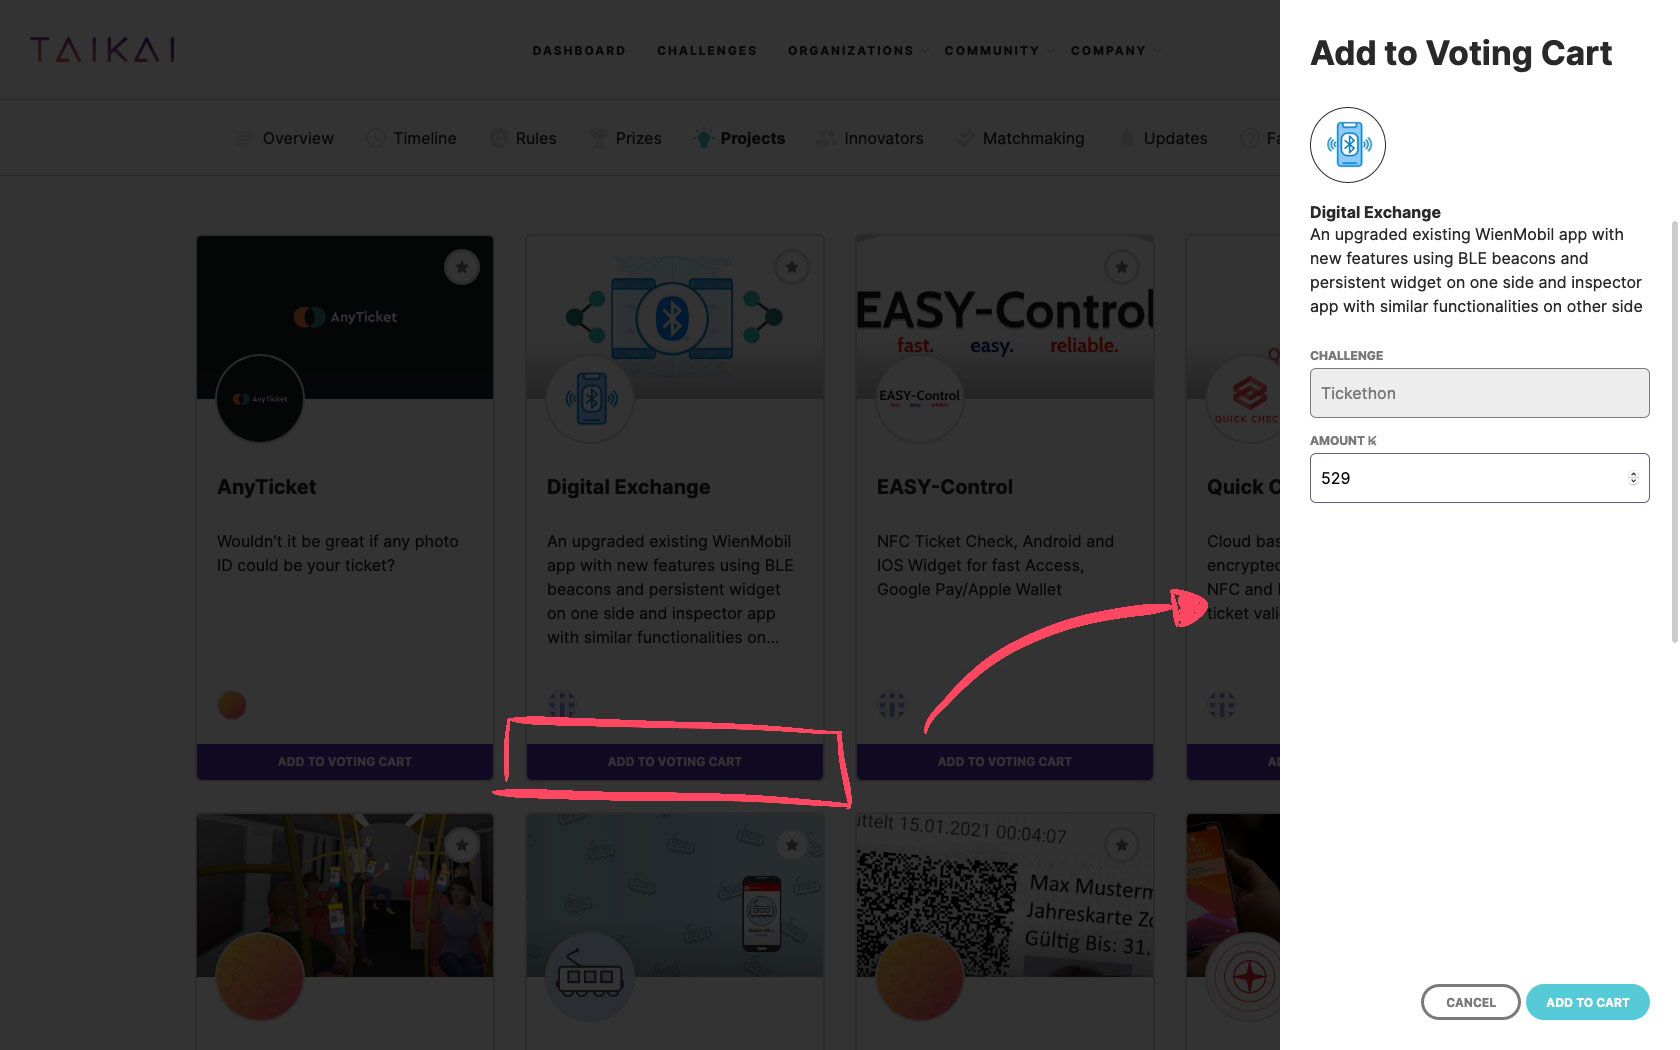 TAIKAI
DASHBOARD
CHALLENGES
ORGANIZATIONS
COMMUNITY
COMPANY
Overview
Timeline
Rules
Prizes
Projects
Innovators
Matchmaking
Updates
AnyTicket
AnyTicket
AnyTicket
Wouldn't it be great if any photo
ID could be your ticket?
ADD TO VOTING CART
Digital Exchange
An upgraded existing WienMobil
app with new features using BLE
beacons and persistent widget
on one side and inspector app
with similar functionalities on...
ADD TO VOTING CART
EASY-Control
fast. easy. reliable.
EASY-Control
fast. easy. reliable.
EASY-Control
NFC Ticket Check, Android and
IOS Widget for fast Access,
Google Pay/Apple Wallet
ADD TO VOTING CART
QUICK CHEC
Quick C
Cloud bas
encrypted
NFC and
ticket vali
uttelt 15.01.2021 00:04:07
Max Musterm
Jahreskarte Zo
Gültig Bis: 31.
Add to Voting Cart
Digital Exchange
An upgraded existing WienMobil app with
new features using BLE beacons and
persistent widget on one side and inspector
app with similar functionalities on other side
CHALLENGE
Tickethon
AMOUNT
529
CANCEL
ADD TO CART